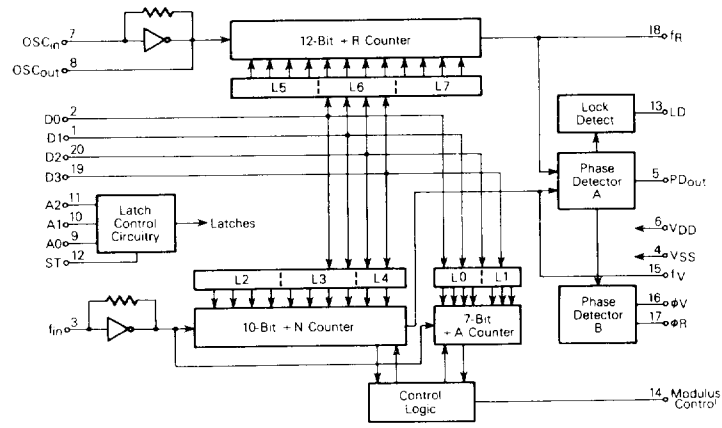 7
OSCin
8
OSCout
12-Bit ÷ R Counter
18 fR
L5 L6 L7
D0 2
D1 1
D2 20
D3 19
Lock
Detect
13 LD
Phase
Detector
A
5 PDout
A2 11
A1 10
A0 9
ST 12
Latch
Control
Circuitry
Latches
6 VDD
4 VSS
15 fV
L2 L3 L4
L0 L1
Phase
Detector
B
16 φV
17 φR
fin 3
10-Bit ÷ N Counter
7-Bit
÷ A Counter
Control
Logic
14 Modulus
Control